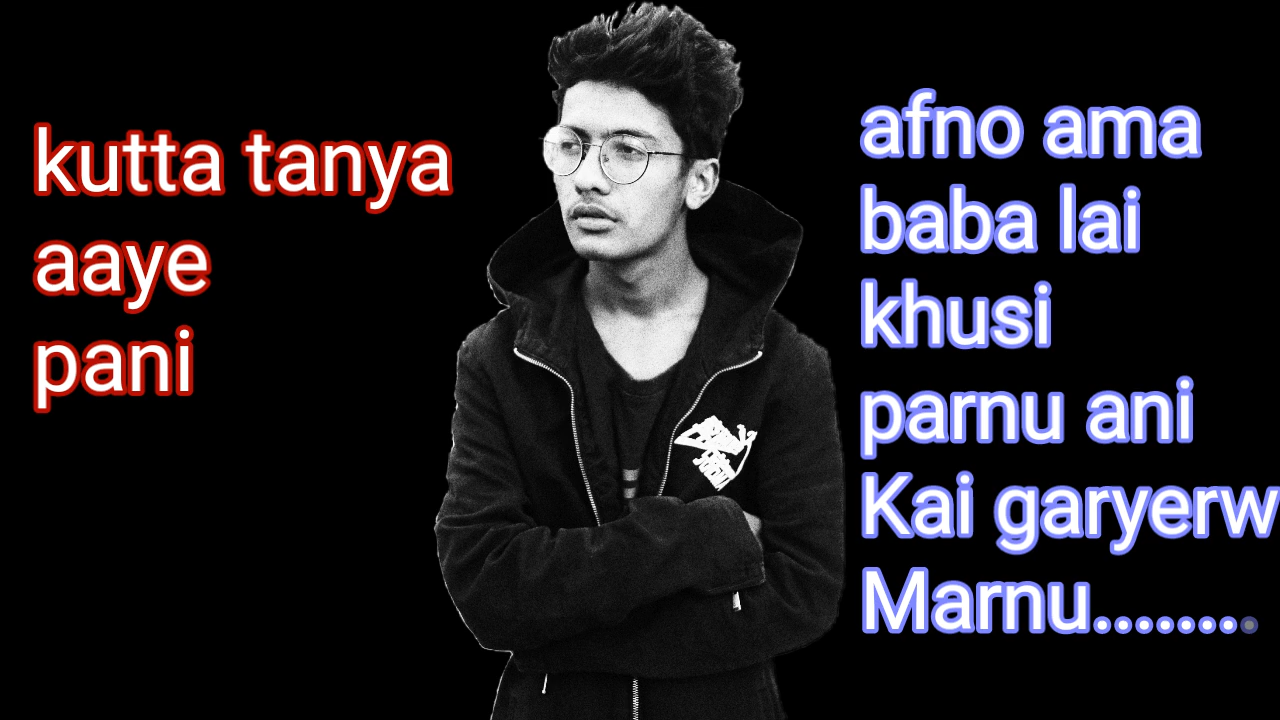 kutta tanya
aaye
pani
afno ama
baba lai
khusi
parnu ani
Kai garyerw
Marnu........